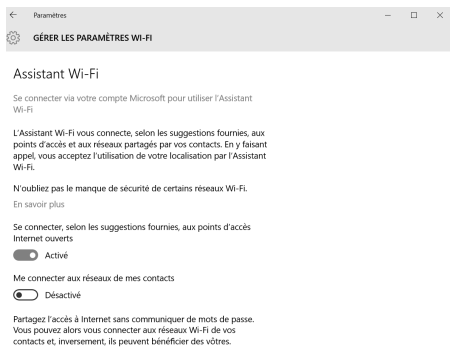 Paramètres
GÉRER LES PARAMÈTRES WI-FI
Assistant Wi-Fi
Se connecter via votre compte Microsoft pour utiliser l'Assistant
Wi-Fi
L'Assistant Wi-Fi vous connecte, selon les suggestions fournies, aux
points d'accès et aux réseaux partagés par vos contacts. En y faisant
appel, vous acceptez l'utilisation de votre localisation par l'Assistant
Wi-Fi.
N'oubliez pas le manque de sécurité de certains réseaux Wi-Fi.
En savoir plus
Se connecter, selon les suggestions fournies, aux points d'accès
Internet ouverts
Activé
Me connecter aux réseaux de mes contacts
Désactivé
Partagez l'accès à Internet sans communiquer de mots de passe.
Vous pouvez alors vous connecter aux réseaux Wi-Fi de vos
contacts et, inversement, ils peuvent bénéficier des vôtres.